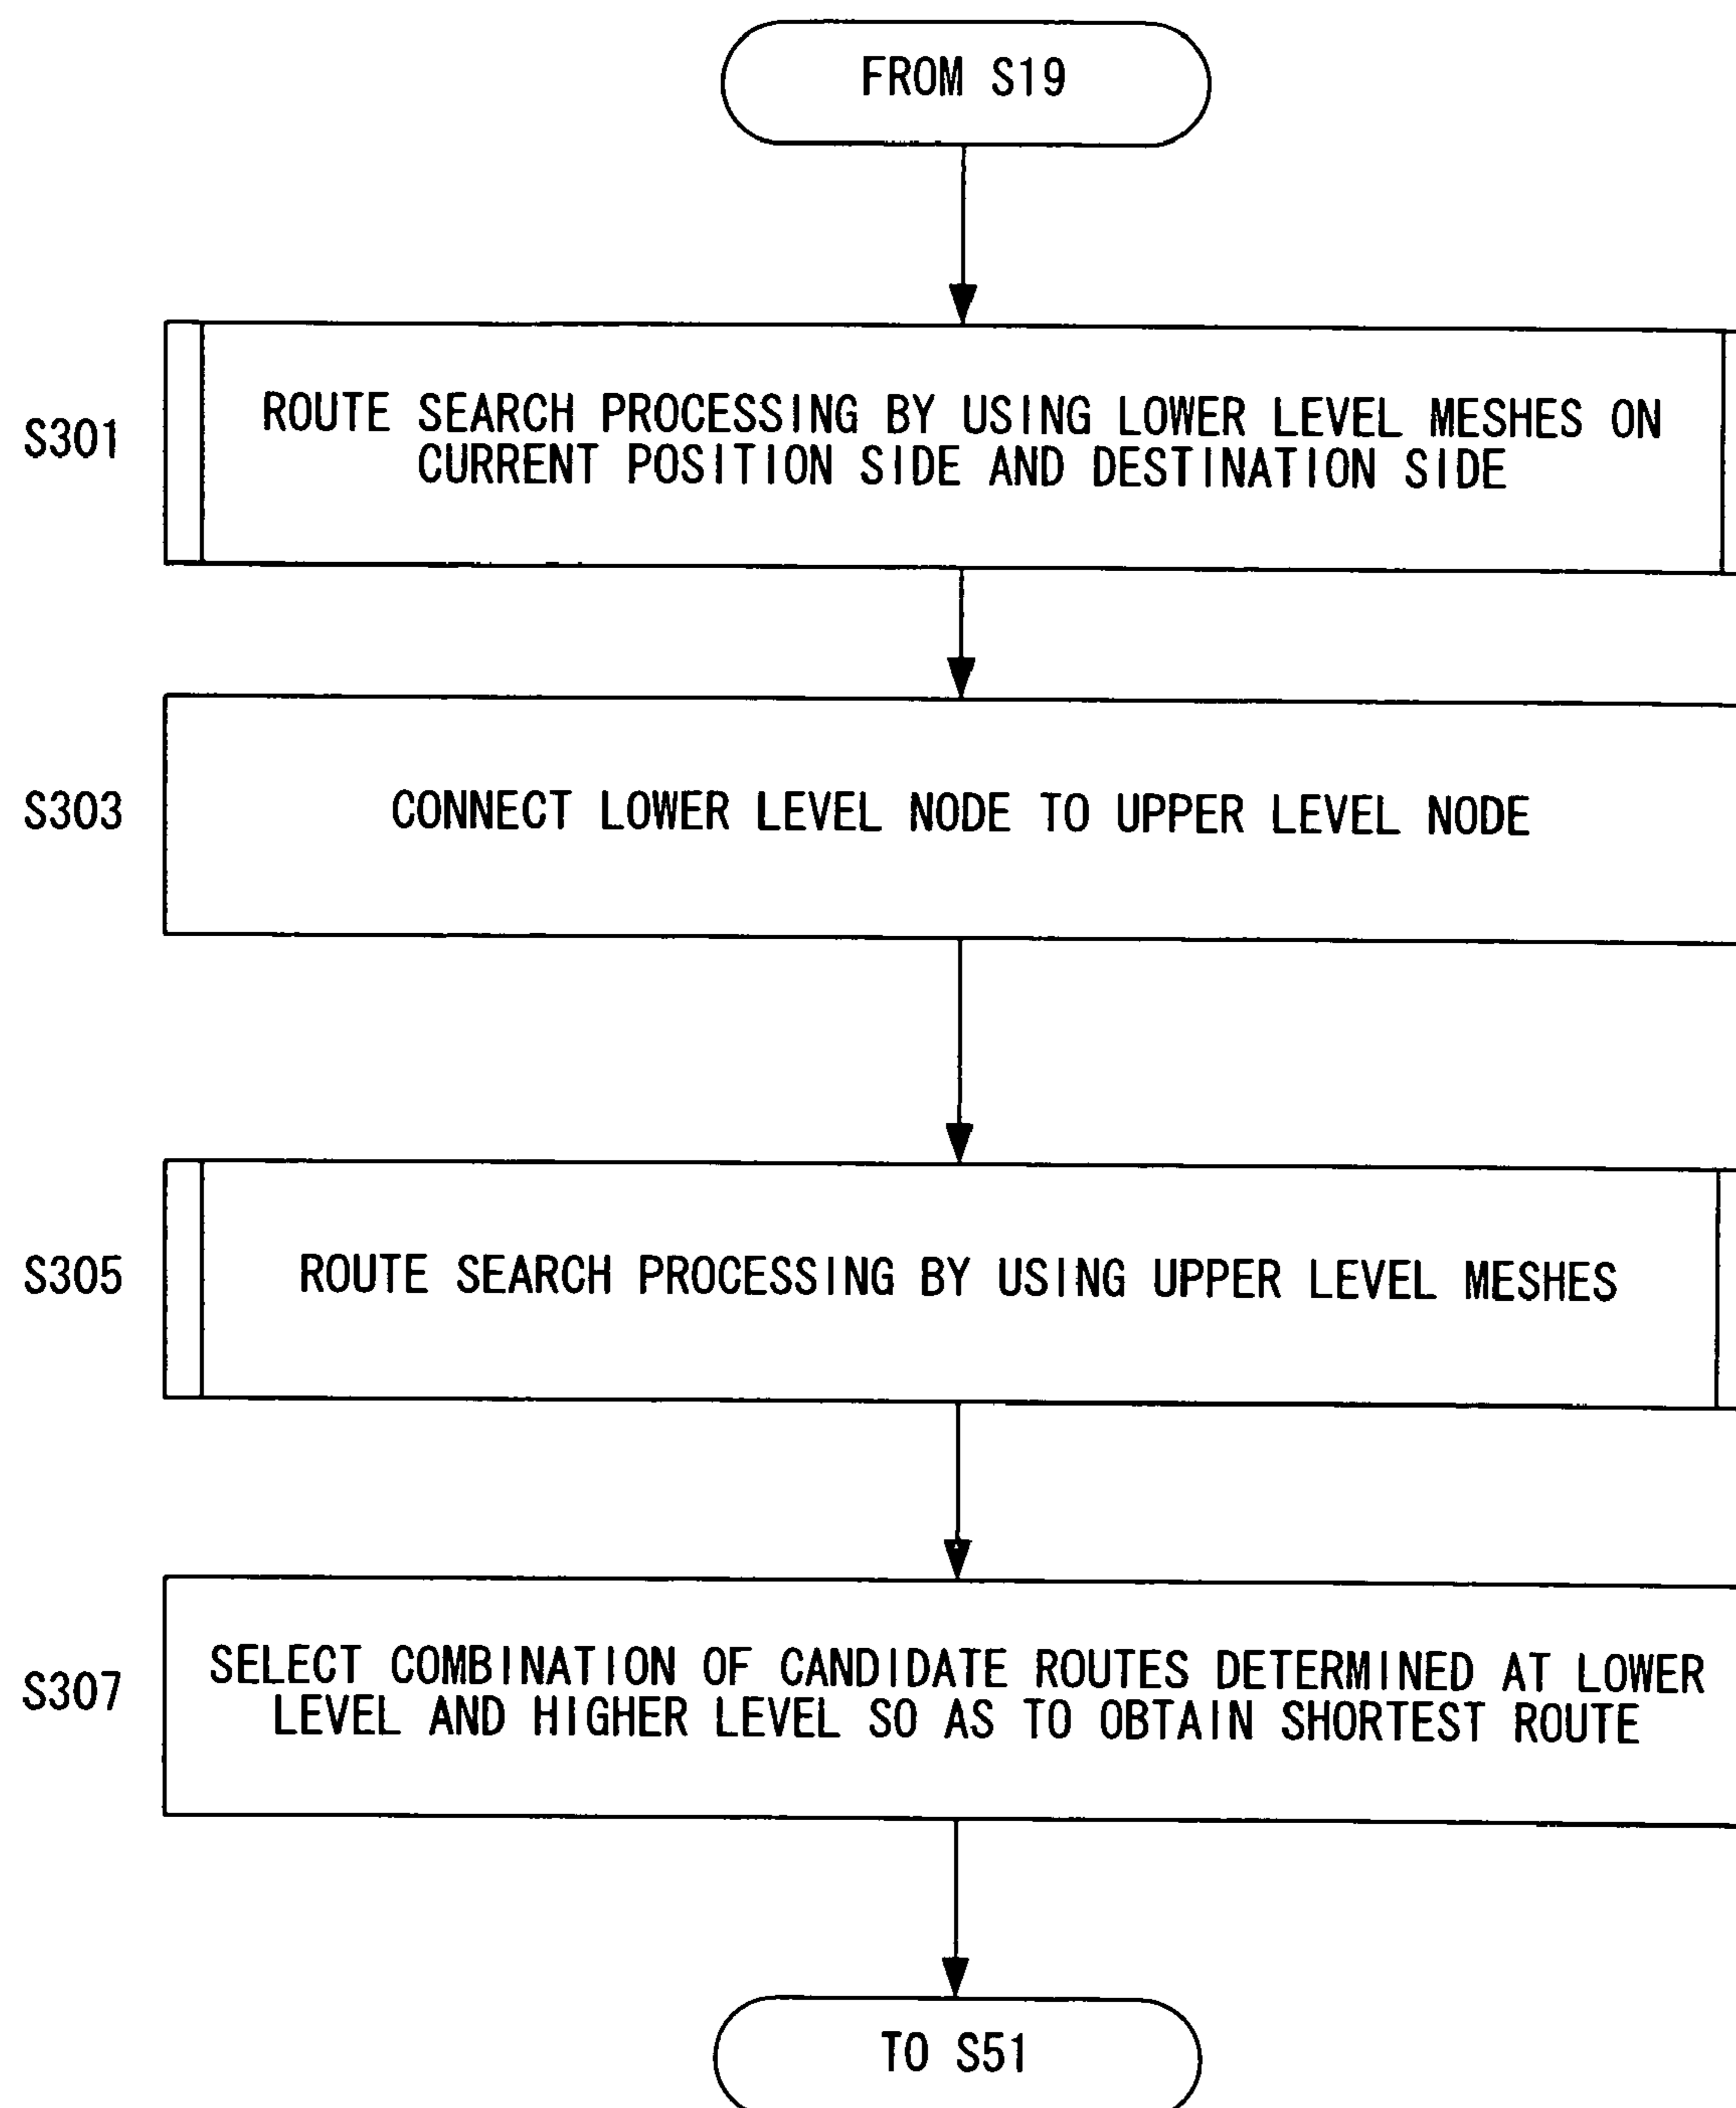 FROM S19
S301
ROUTE SEARCH PROCESSING BY USING LOWER LEVEL MESHES ON
CURRENT POSITION SIDE AND DESTINATION SIDE
S303
CONNECT LOWER LEVEL NODE TO UPPER LEVEL NODE
S305
ROUTE SEARCH PROCESSING BY USING UPPER LEVEL MESHES
S307
SELECT COMBINATION OF CANDIDATE ROUTES DETERMINED AT LOWER
LEVEL AND HIGHER LEVEL SO AS TO OBTAIN SHORTEST ROUTE
TO S51